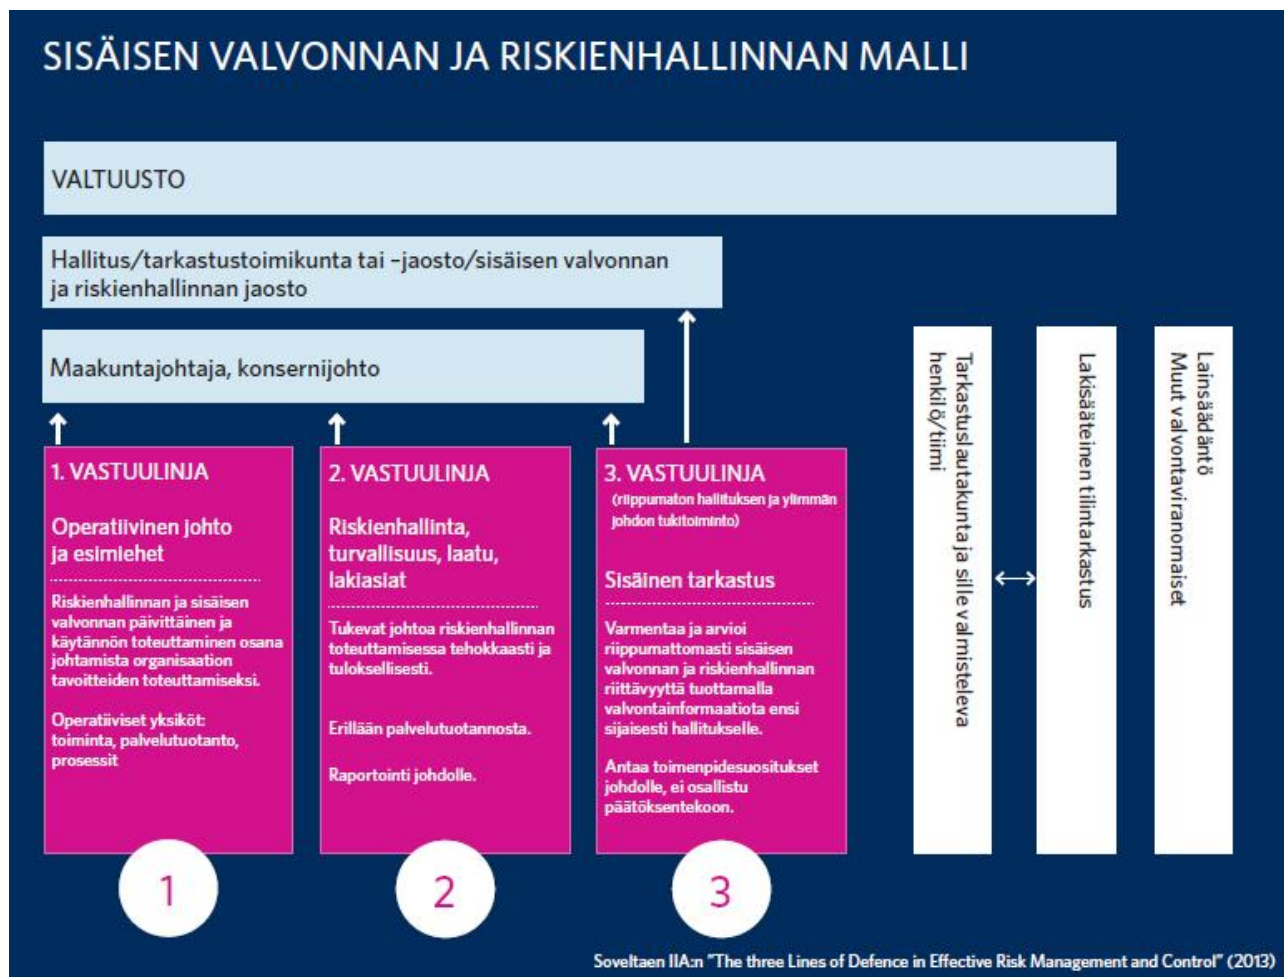 SISÄISEN VALVONNAN JA RISKIENHALLINNAN MALLI
VALTUUSTO
Hallitus/tarkastustoimikunta tai –jaosto/sisäisen valvonnan
ja riskienhallinnan jaosto
Maakuntajohtaja, konsernijohto
1. VASTUULINJA
Operatiivinen johto
ja esimiehet
Riskienhallinnan ja sisäisen
valvonnan päivittäinen ja
käytännön toteuttaminen osana
johtamista organisaation
tavoitteiden toteuttamiseksi.
Operatiiviset yksiköt:
toiminta, palvelutuotanto,
prosessit
1
2. VASTUULINJA
Riskienhallinta,
turvallisuus, laatu,
lakiasiat
Tukevat johtoa riskienhallinnan
toteuttamisessa tehokkaasti ja
tuloksellisesti.
Erillään palvelutuotannosta.
Raportointi johdolle.
2
3. VASTUULINJA
(riippumaton hallituksen ja ylimmän
johdon tukitoiminto)
Sisäinen tarkastus
Varmentaa ja arvioi
riippumattomasti sisäisen
valvonnan ja riskienhallinnan
riittävyyttä tuottamalla
valvontainformaatiota ensi
sijaisesti hallitukselle.
Antaa toimenpidesuositukset
johdolle, ei osallistu
päätöksentekoon.
3
Tarkastuslautakunta ja sille valmisteleva
henkilö/tiimi
Lakisääteinen tilintarkastus
Lainsäädäntö
Muut valvontaviranomaiset
Soveltaen IIA:n "The three Lines of Defence in Effective Risk Management and Control" (2013)